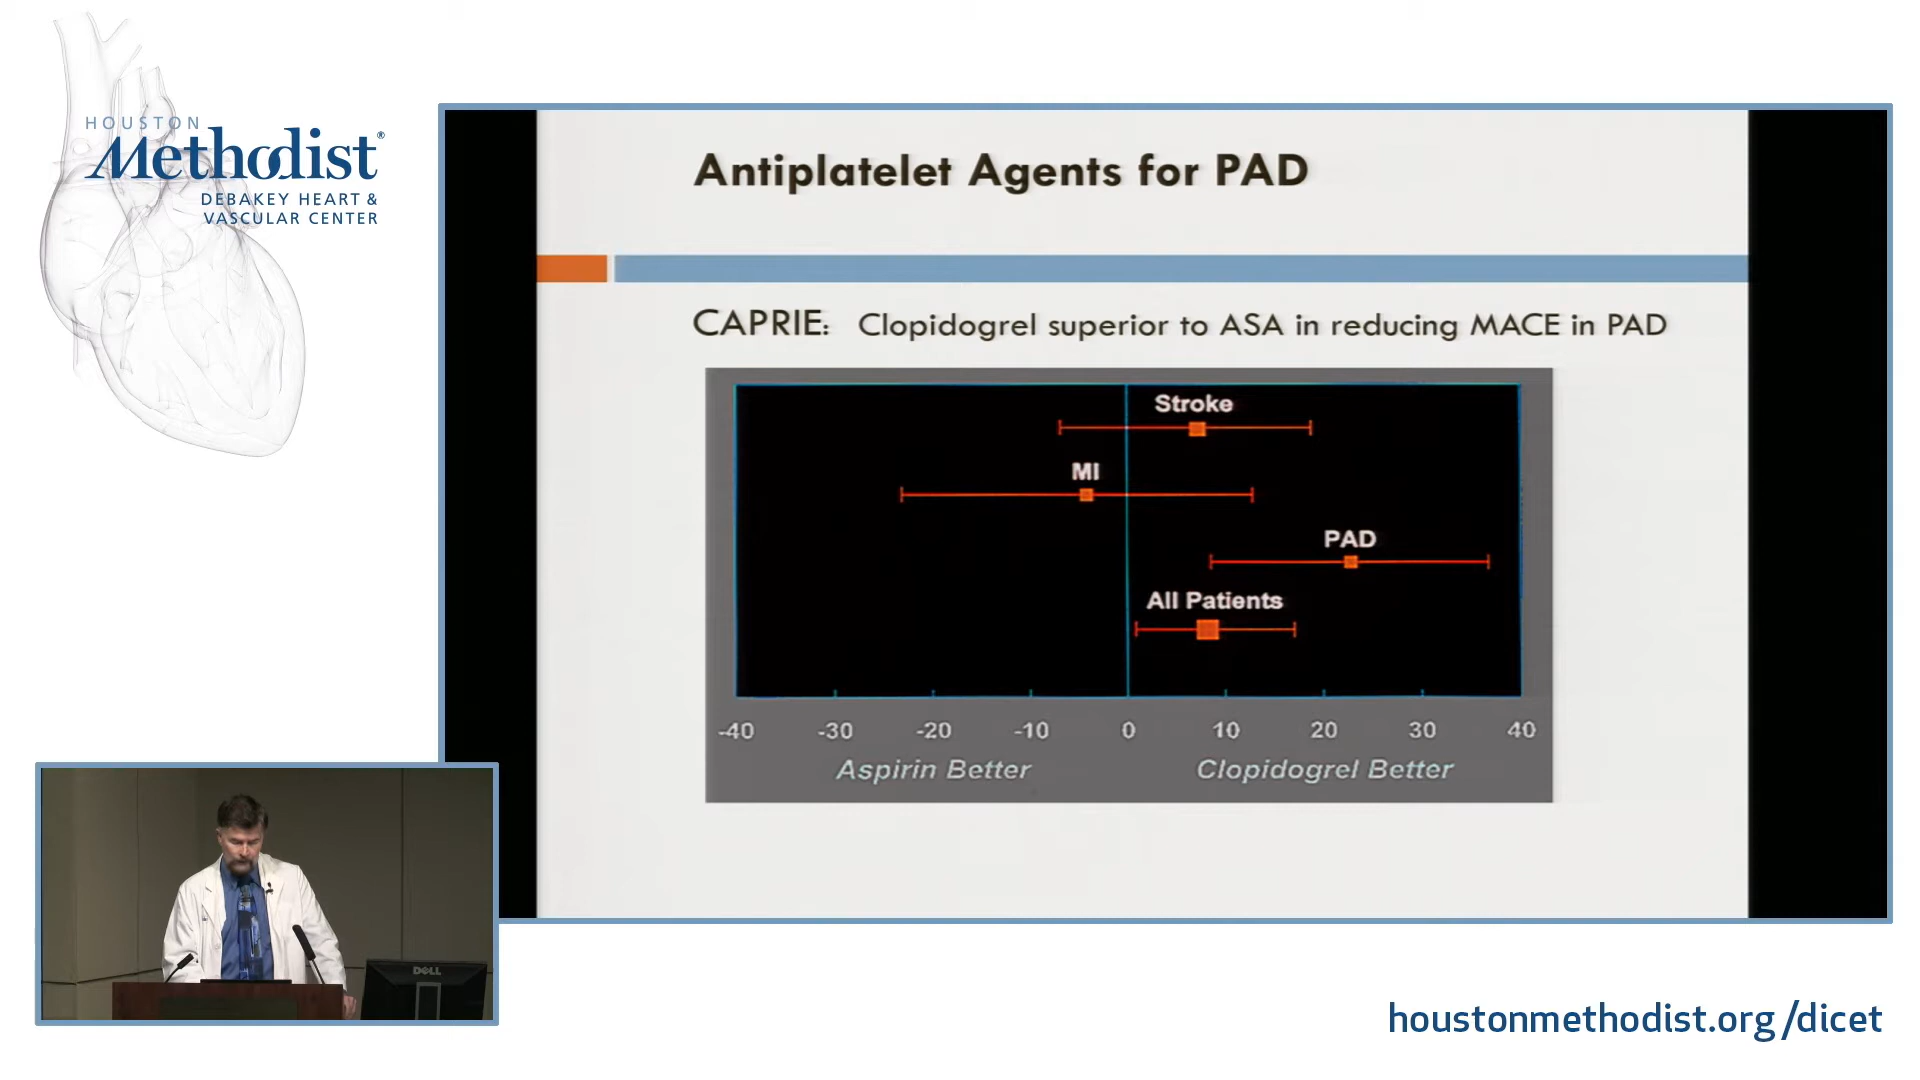 HOUSTON
Methodist®
DEBAKEY HEART &
VASCULAR CENTER
Antiplatelet Agents for PAD
CAPRIE: Clopidogrel superior to ASA in reducing MACE in PAD
Stroke
MI
PAD
All Patients
-40 -30 -20 -10 0 10 20 30 40
Aspirin Better Clopidogrel Better
DELL
houstonmethodist.org/dicet